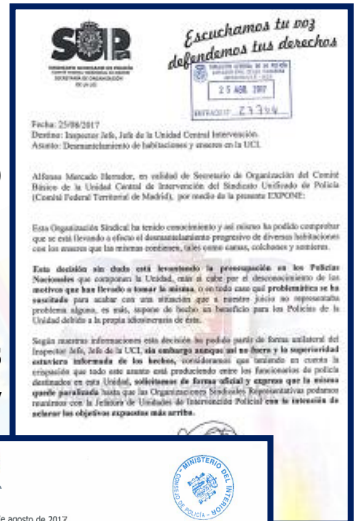 SUP
SINDICATO UNIFICADO DE POLICÍA
COMITÉ FEDERAL TERRITORIAL DE MADRID
SECRETARÍA DE ORGANIZACIÓN
DE LA UCI
Escuchamos tu voz
defendemos tus derechos
25 AGO. 2017
ENTRADA Nº 27344
Fecha: 25/08/2017
Destino: Inspector Jefe, Jefe de la Unidad Central Intervención.
Asunto: Desmantelamiento de habitaciones y enseres en la UCI.
Alfonso Mercado Herrador, en calidad de Secretario de Organización del Comité
Básico de la Unidad Central de Intervención del Sindicato Unificado de Policía
(Comité Federal Territorial de Madrid), por medio de la presente EXPONE:
Esta Organización Sindical ha tenido conocimiento y así mismo ha podido comprobar
que se está llevando a efecto el desmantelamiento progresivo de diversas habitaciones
con los enseres que las mismas contienen, tales como camas, colchones y somieres.
Esta decisión sin duda está levantando la preocupación en los Policías
Nacionales que componen la Unidad, más si cabe por el desconocimiento de los
motivos que han llevado a tomar la misma, o en todo caso qué problemática se ha
suscitado para acabar con una situación que a nuestro juicio no representaba
problema alguno, es más, supone de hecho un beneficio para los Policías de la
Unidad debido a la propia idiosincrasia de ésta.
Según nuestras informaciones esta decisión ha podido partir de forma unilateral del
Inspector Jefe, Jefe de la UCI, sin embargo aunque así no fuera y la superioridad
estuviera informada de los hechos, consideramos que teniendo en cuenta la
crispación que todo este asunto está produciendo entre los funcionarios de policía
destinados en esta Unidad, solicitamos de forma oficial y expresa que la misma
quede paralizada hasta que las Organizaciones Sindicales Representativas podamos
reunirnos con la Jefatura de Unidades de Intervención Policial con la intención de
aclarar los objetivos expuestos más arriba.
MINISTERIO DEL INTERIOR
de agosto de 2017